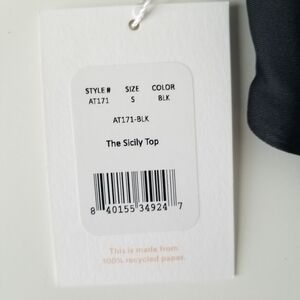 STYLE # SIZE COLOR
AT171 S BLK
AT171-BLK
The Sicily Top
8 40155 34924 7
This is made from
100% recycled paper.